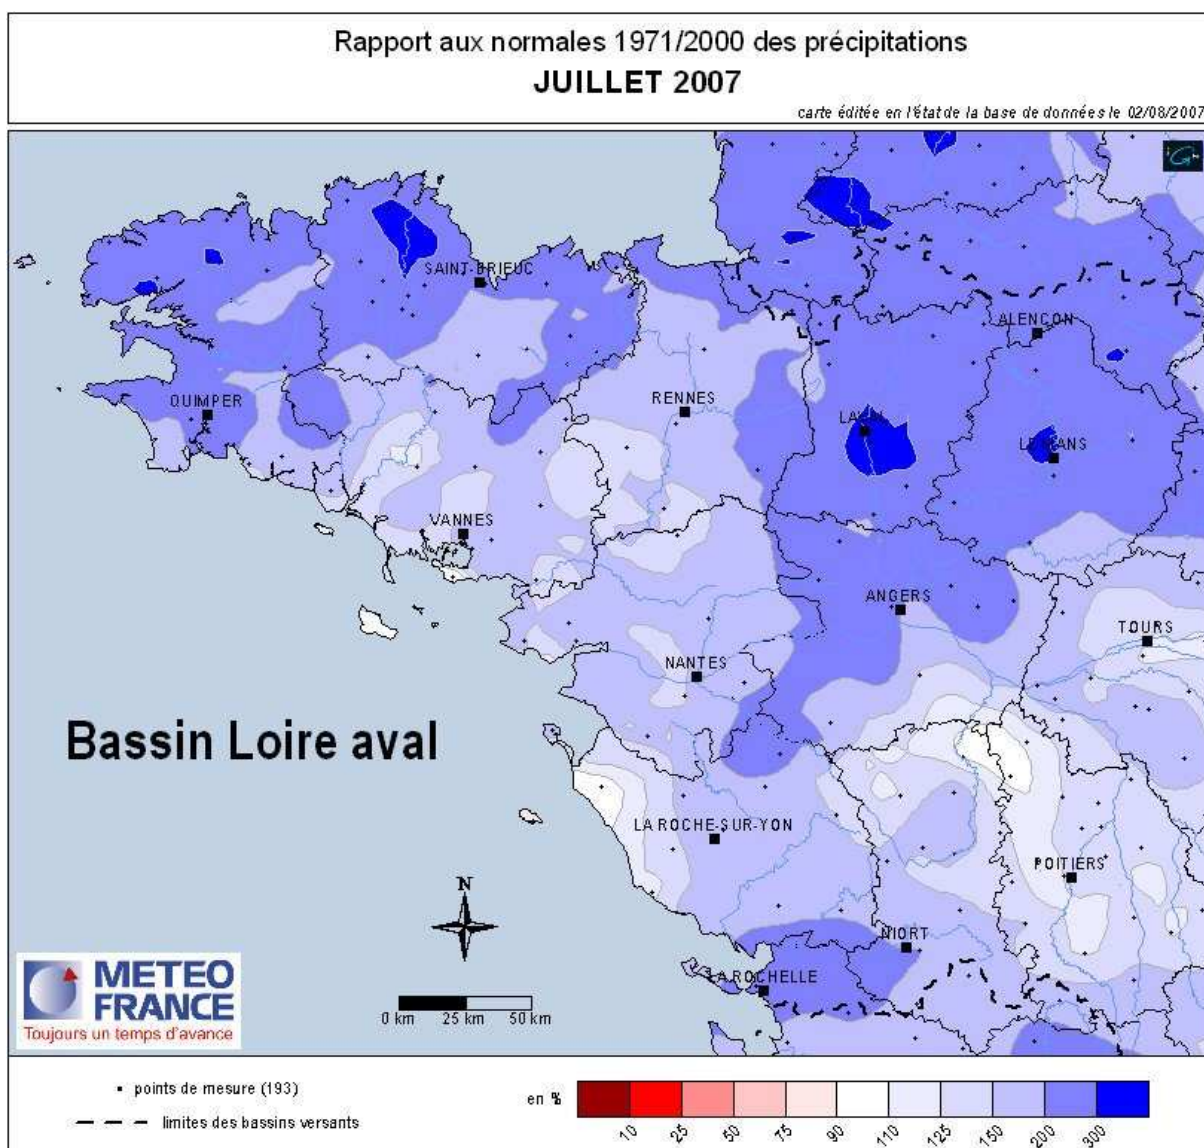 Rapport aux normales 1971/2000 des précipitations
JUILLET 2007
carte éditée en l'état de la base de données le 02/08/2007
SAINT-BRIEUC
ALENÇON
QUIMPER
RENNES
LE MANS
VANNES
ANGERS
TOURS
NANTES
Bassin Loire aval
LA ROCHE-SUR-YON
POITIERS
N
NIORT
LA ROCHELLE
METEO
FRANCE
Toujours un temps d'avance
0 km 25 km 50 km
points de mesure (193)
limites des bassins versants
en %
10 25 50 75 90 110 125 150 200 300